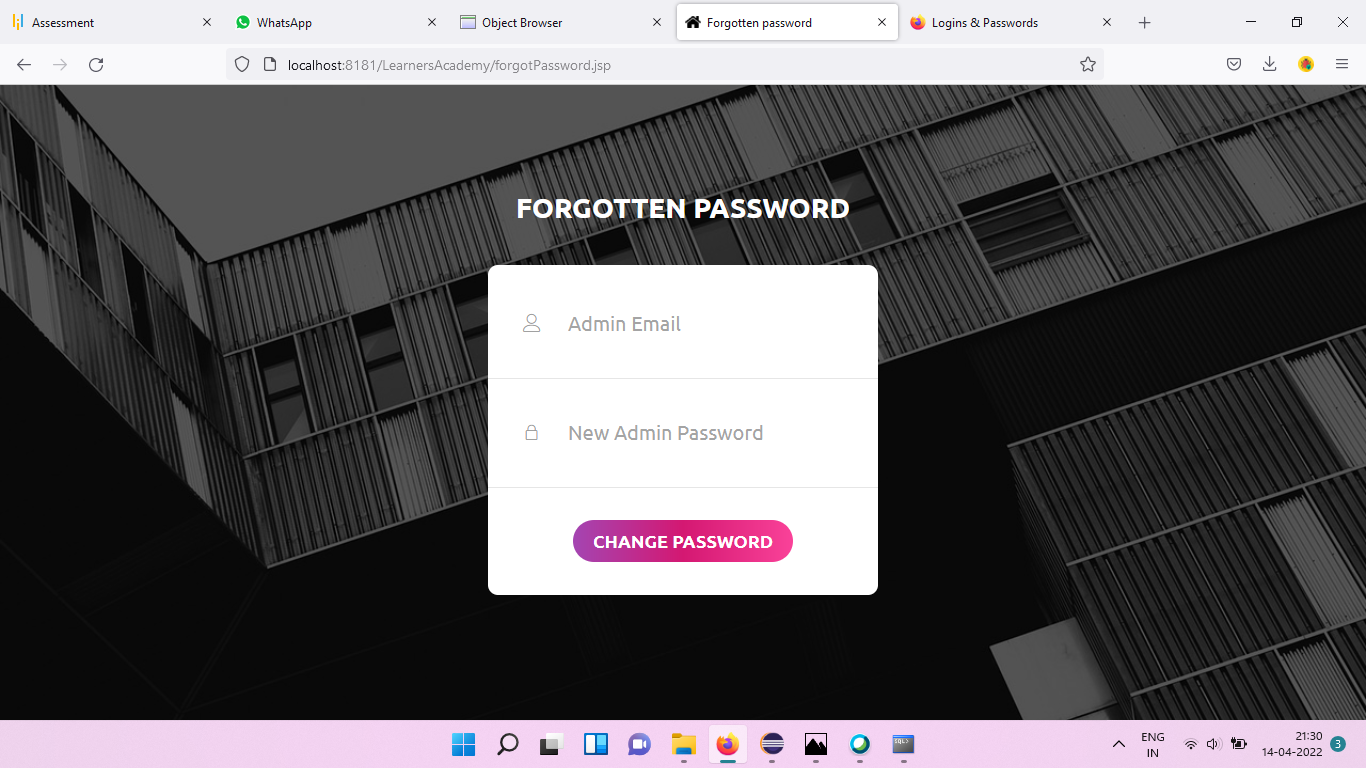 Assessment
WhatsApp
Object Browser
Forgotten password
Logins & Passwords
localhost:8181/LearnersAcademy/forgotPassword.jsp
FORGOTTEN PASSWORD
Admin Email
New Admin Password
CHANGE PASSWORD
ENG
IN
21:30
14-04-2022
3